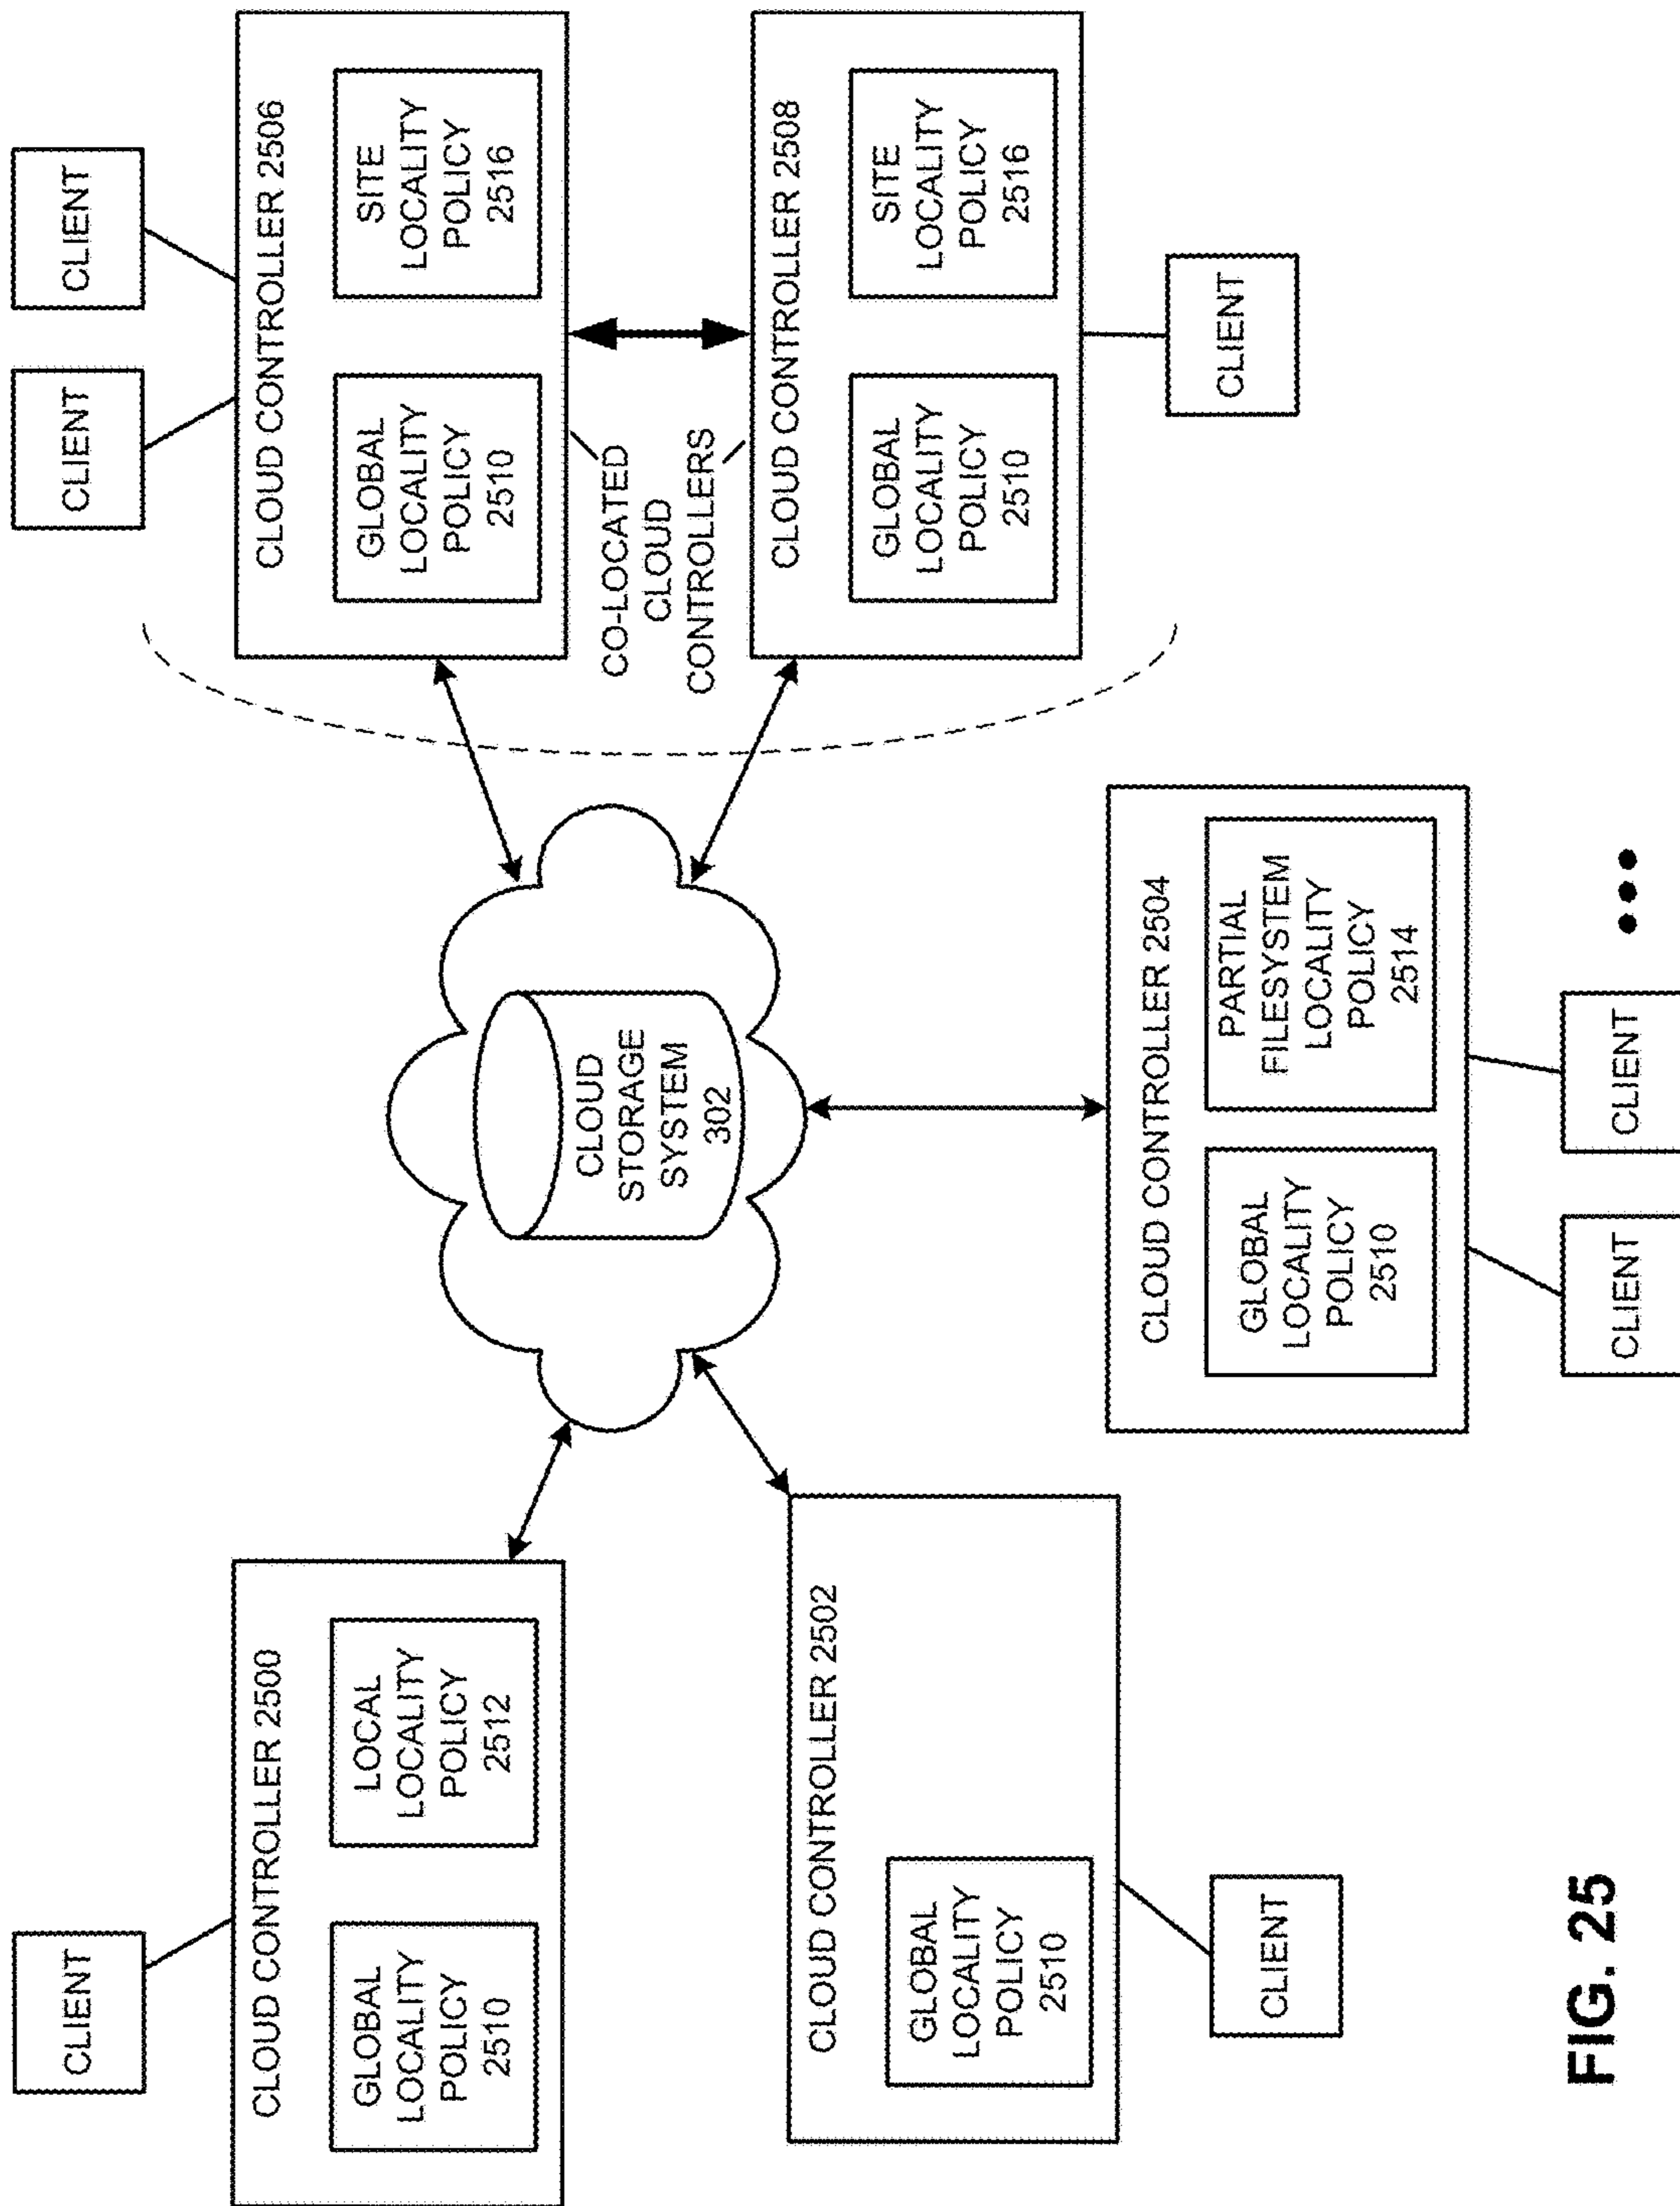 CLIENT
CLOUD CONTROLLER 2500
GLOBAL
LOCALITY
POLICY
2510
LOCAL
LOCALITY
POLICY
2512
CLIENT
CLIENT
CLOUD CONTROLLER 2506
GLOBAL
LOCALITY
POLICY
2510
SITE
LOCALITY
POLICY
2516
CLOUD
STORAGE
SYSTEM
302
CO-LOCATED
CLOUD
CONTROLLERS
CLOUD CONTROLLER 2502
GLOBAL
LOCALITY
POLICY
2510
CLIENT
CLOUD CONTROLLER 2508
GLOBAL
LOCALITY
POLICY
2510
SITE
LOCALITY
POLICY
2516
CLIENT
CLOUD CONTROLLER 2504
GLOBAL
LOCALITY
POLICY
2510
PARTIAL
FILESYSTEM
LOCALITY
POLICY
2514
CLIENT
CLIENT
•••
FIG. 25